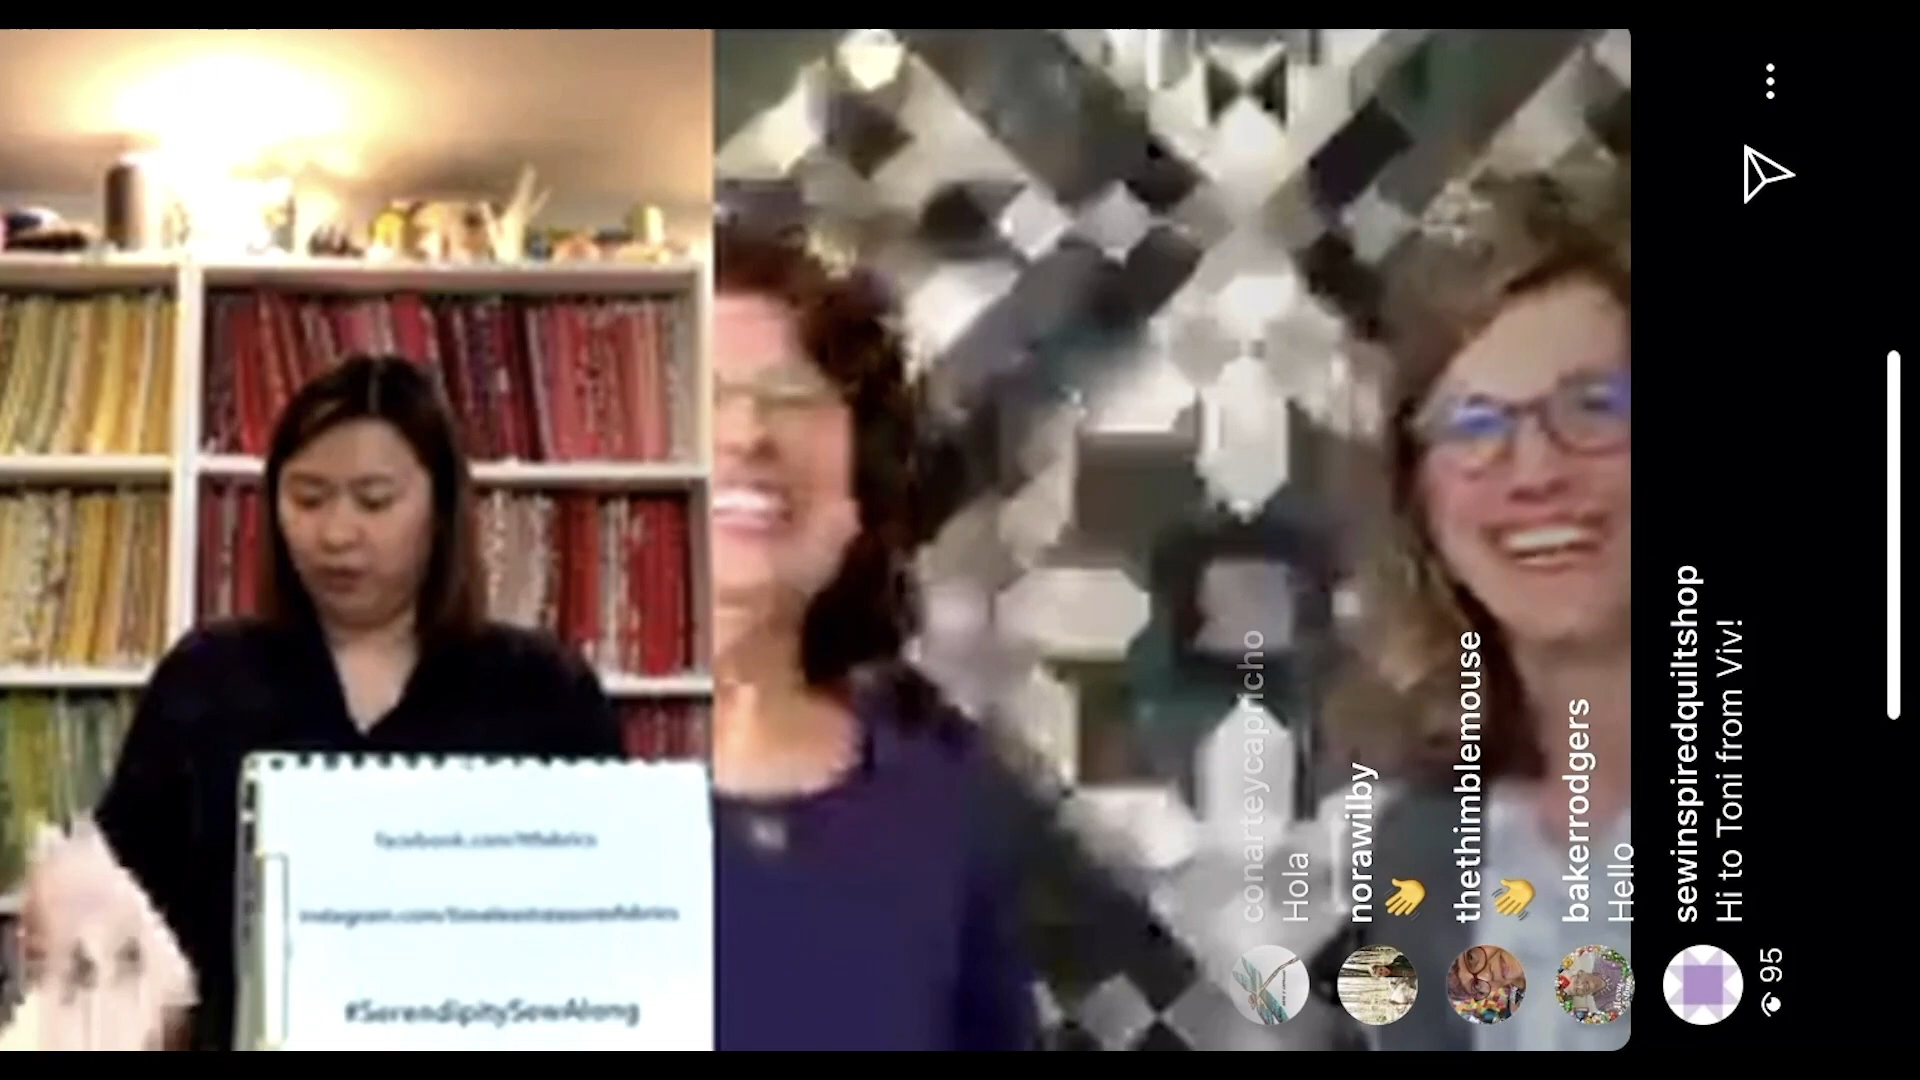 facebook.com/ttfabrics
instagram.com/timelesstreasuresfabrics
#SerendipitySewAlong
conarteycapricho
Hola
norawilby
👋
thethimblemouse
👋
bakerrodgers
Hello
sewinspiredquiltshop
Hi to Toni from Viv!
95